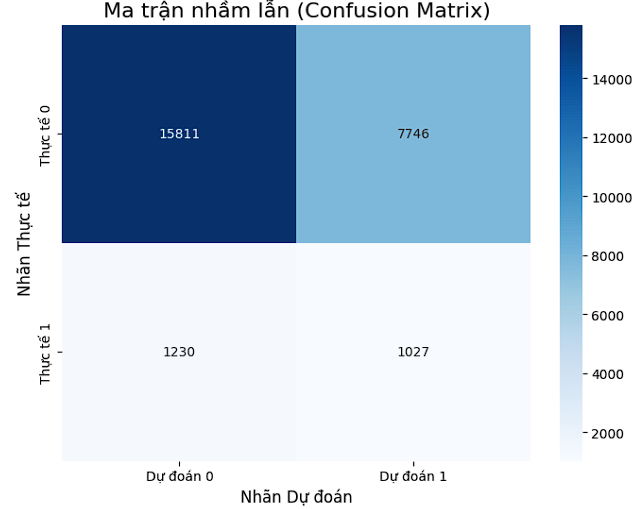 Ma trận nhầm lẫn (Confusion Matrix)
Nhãn Thực tế
Thực tế 0
15811
7746
Thực tế 1
1230
1027
Dự đoán 0
Dự đoán 1
Nhãn Dự đoán
14000
12000
10000
8000
6000
4000
2000